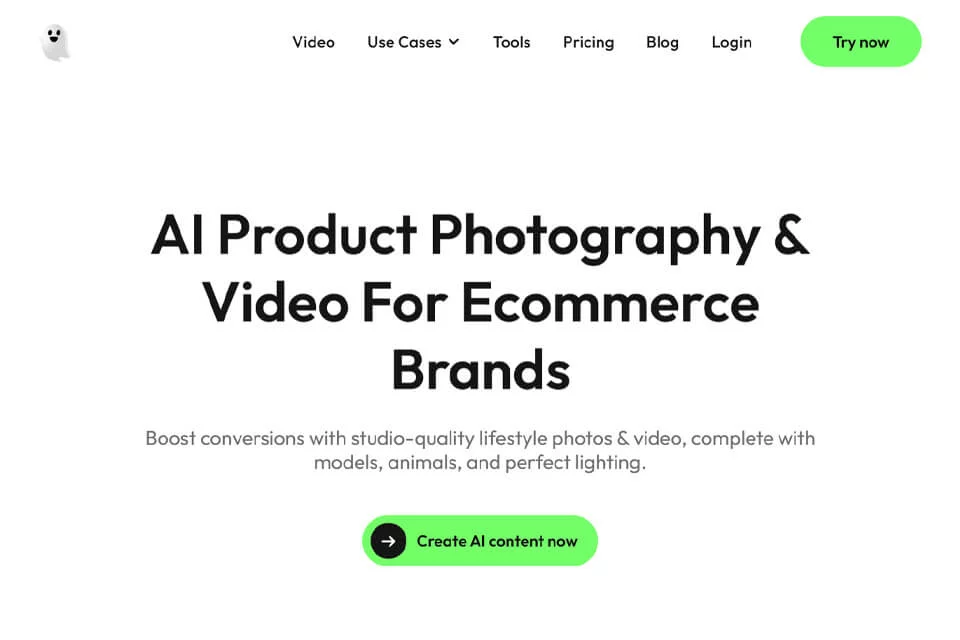 Video Use Cases Tools Pricing Blog Login Try now
AI Product Photography &
Video For Ecommerce
Brands
Boost conversions with studio-quality lifestyle photos & video, complete with
models, animals, and perfect lighting.
Create AI content now